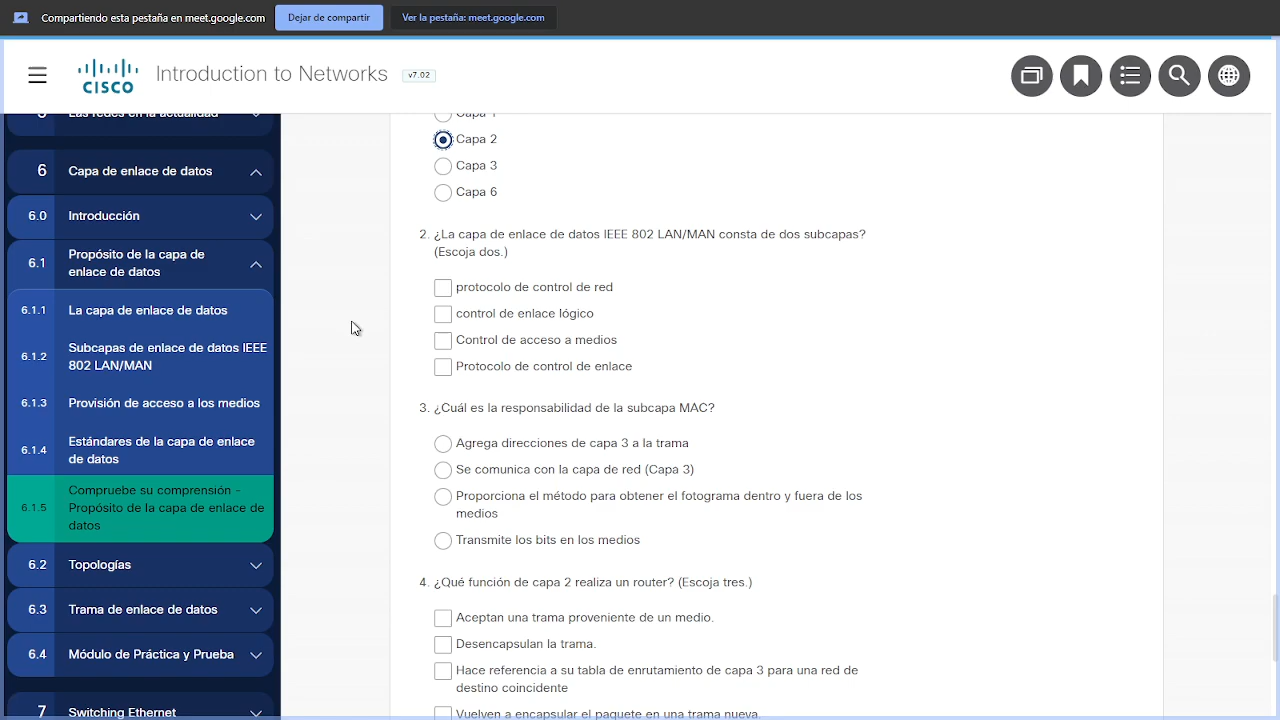 Compartiendo esta pestaña en meet.google.com
Dejar de compartir
Ver la pestaña: meet.google.com
CISCO
Introduction to Networks
v7.02
5 Las redes en la actualidad
6 Capa de enlace de datos
6.0 Introducción
6.1 Propósito de la capa de
enlace de datos
6.1.1 La capa de enlace de datos
6.1.2 Subcapas de enlace de datos IEEE
802 LAN/MAN
6.1.3 Provisión de acceso a los medios
6.1.4 Estándares de la capa de enlace
de datos
6.1.5 Compruebe su comprensión -
Propósito de la capa de enlace de
datos
6.2 Topologías
6.3 Trama de enlace de datos
6.4 Módulo de Práctica y Prueba
7 Switching Ethernet
Capa 1
Capa 2
Capa 3
Capa 6
2. ¿La capa de enlace de datos IEEE 802 LAN/MAN consta de dos subcapas?
(Escoja dos.)
protocolo de control de red
control de enlace lógico
Control de acceso a medios
Protocolo de control de enlace
3. ¿Cuál es la responsabilidad de la subcapa MAC?
Agrega direcciones de capa 3 a la trama
Se comunica con la capa de red (Capa 3)
Proporciona el método para obtener el fotograma dentro y fuera de los
medios
Transmite los bits en los medios
4. ¿Qué función de capa 2 realiza un router? (Escoja tres.)
Aceptan una trama proveniente de un medio.
Desencapsulan la trama.
Hace referencia a su tabla de enrutamiento de capa 3 para una red de
destino coincidente
Vuelven a encapsular el paquete en una trama nueva.